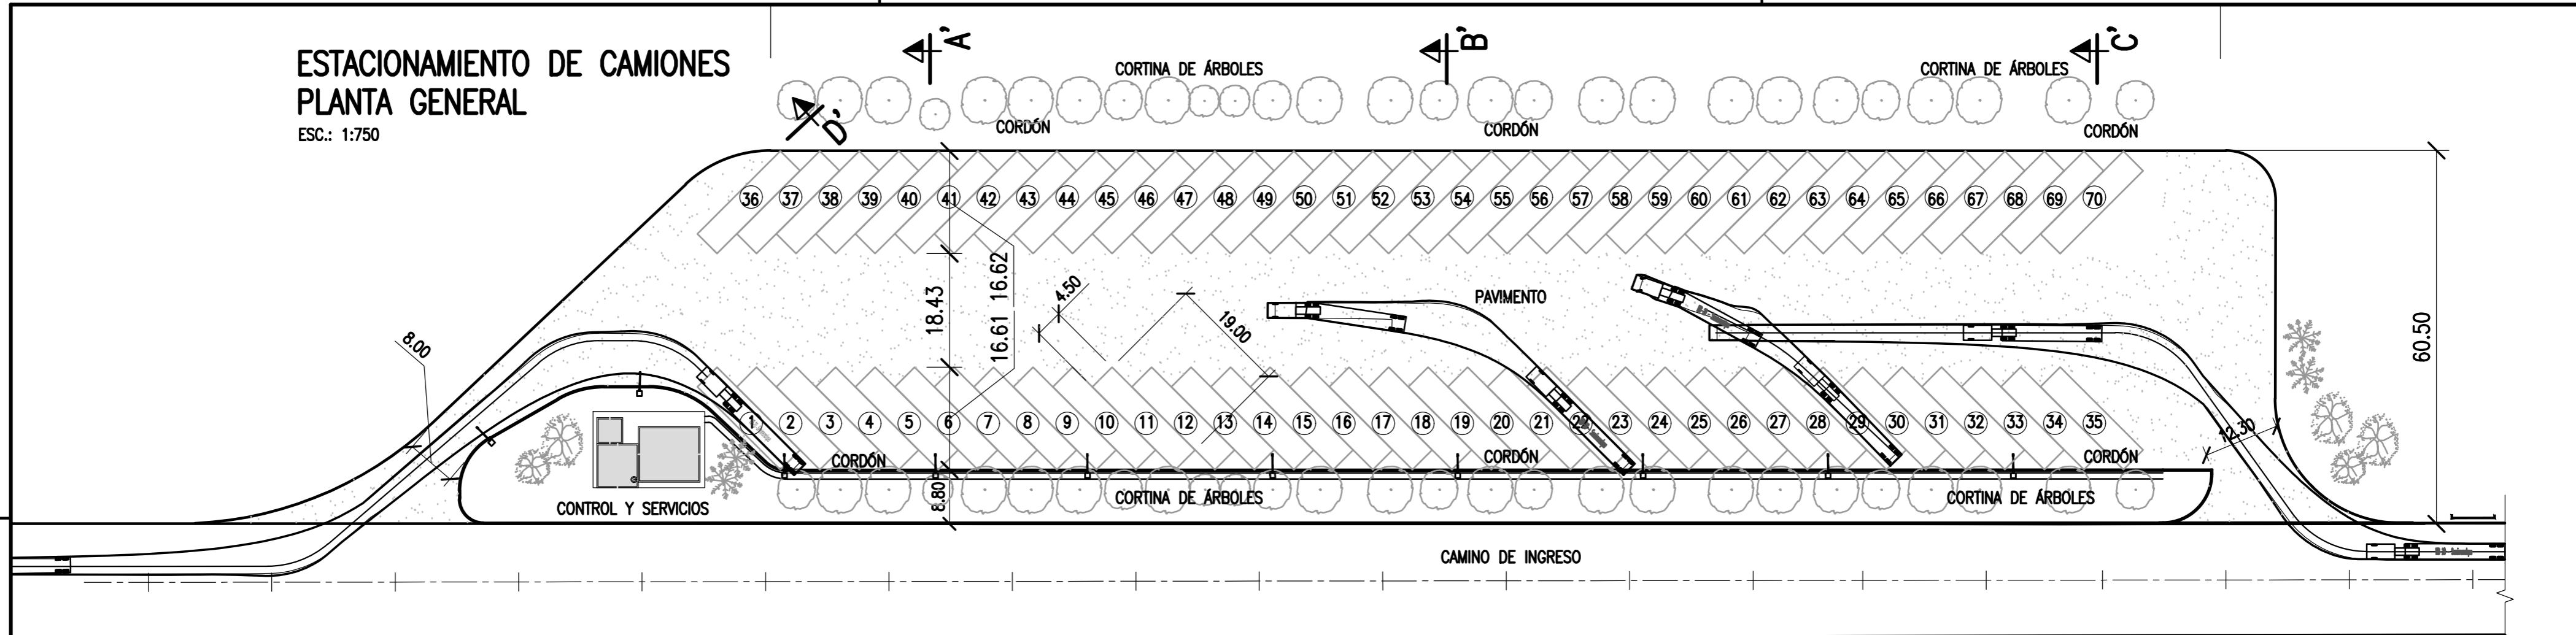 ESTACIONAMIENTO DE CAMIONES
PLANTA GENERAL
ESC.: 1:750
A'
B'
C'
D'
CORTINA DE ÁRBOLES
CORTINA DE ÁRBOLES
CORDÓN
CORDÓN
CORDÓN
36 37 38 39 40 41 42 43 44 45 46 47 48 49 50 51 52 53 54 55 56 57 58 59 60 61 62 63 64 65 66 67 68 69 70
8.00
18.43
16.61 16.62
4.50
19.00
PAVIMENTO
60.50
12.30
1 2 3 4 5 6 7 8 9 10 11 12 13 14 15 16 17 18 19 20 21 22 23 24 25 26 27 28 29 30 31 32 33 34 35
CORDÓN
CORDÓN
CORDÓN
8.80
CONTROL Y SERVICIOS
CORTINA DE ÁRBOLES
CORTINA DE ÁRBOLES
CAMINO DE INGRESO